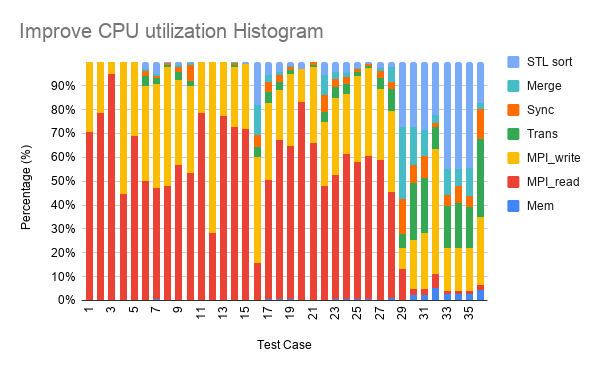 Improve CPU utilization Histogram
Percentage (%)
90%
80%
70%
60%
50%
40%
30%
20%
10%
0%
1
3
5
7
9
11
13
15
17
19
21
23
25
27
29
31
33
35
Test Case
STL sort
Merge
Sync
Trans
MPI_write
MPI_read
Mem